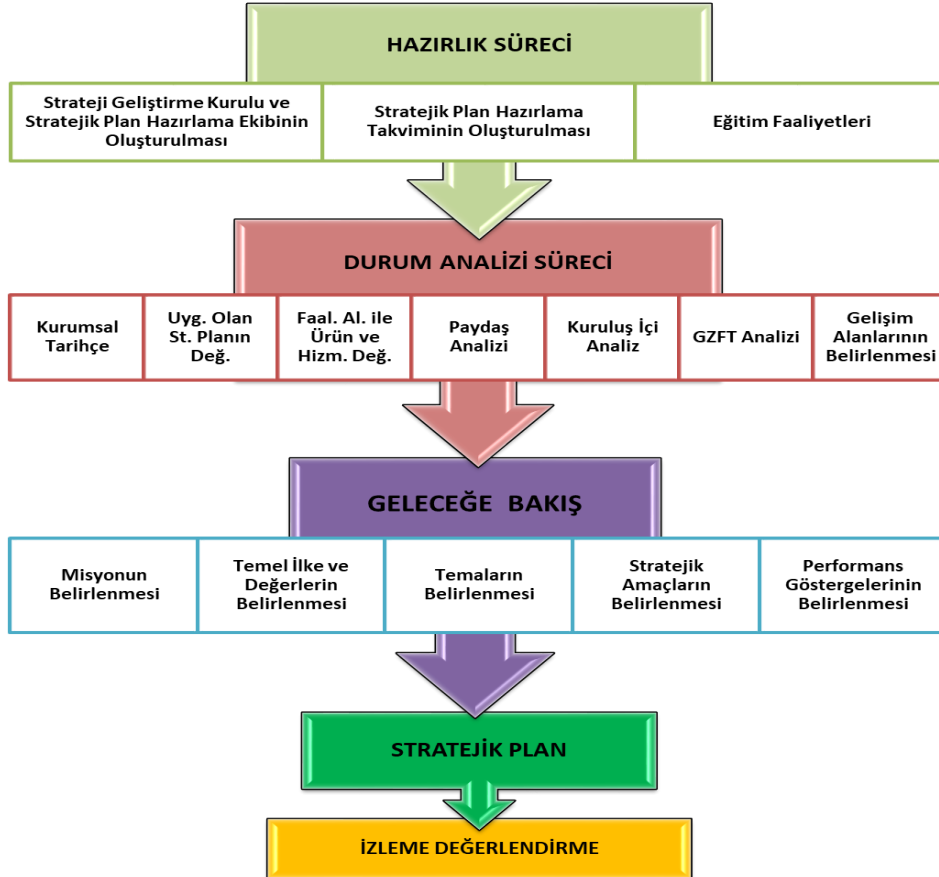 HAZIRLIK SÜRECİ
Strateji Geliştirme Kurulu ve
Stratejik Plan Hazırlama Ekibinin
Oluşturulması
Stratejik Plan Hazırlama
Takviminin Oluşturulması
Eğitim Faaliyetleri
DURUM ANALİZİ SÜRECİ
Kurumsal
Tarihçe
Uyg. Olan
St. Planın
Değ.
Faal. Al. ile
Ürün ve
Hizm. Değ.
Paydaş
Analizi
Kuruluş İçi
Analiz
GZFT Analizi
Gelişim
Alanlarının
Belirlenmesi
GELECEĞE BAKIŞ
Misyonun
Belirlenmesi
Temel İlke ve
Değerlerin
Belirlenmesi
Temaların
Belirlenmesi
Stratejik
Amaçların
Belirlenmesi
Performans
Göstergelerinin
Belirlenmesi
STRATEJİK PLAN
İZLEME DEĞERLENDİRME